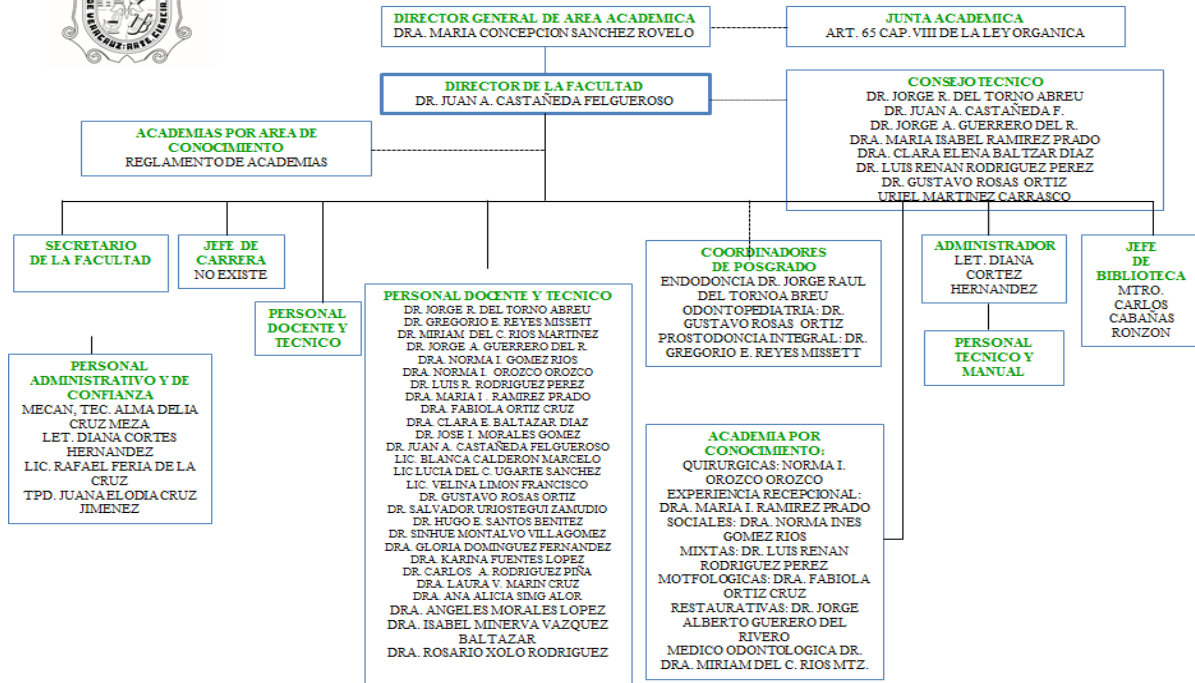 DE VERACRUZ: ARTE, CIENCIA,
DIRECTOR GENERAL DE AREA ACADEMICA
DRA. MARIA CONCEPCION SANCHEZ ROVELO
JUNTA ACADEMICA
ART. 65 CAP. VIII DE LA LEY ORGANICA
DIRECTOR DE LA FACULTAD
DR. JUAN A. CASTAÑEDA FELGUEROSO
CONSEJO TECNICO
DR. JORGE R. DEL TORNO ABREU
DR. JUAN A. CASTAÑEDA F.
DR. JORGE A. GUERRERO DEL R.
DRA. MARIA ISABEL RAMIREZ PRADO
DRA. CLARA ELENA BALTZAR DIAZ
DR. LUIS RENAN RODRIGUEZ PEREZ
DR. GUSTAVO ROSAS ORTIZ
URIEL MARTINEZ CARRASCO
ACADEMIAS POR AREA DE
CONOCIMIENTO
REGLAMENTO DE ACADEMIAS
SECRETARIO
DE LA FACULTAD
JEFE DE
CARRERA
NO EXISTE
PERSONAL
DOCENTE Y
TECNICO
PERSONAL
ADMINISTRATIVO Y DE
CONFIANZA
MECAN, TEC. ALMA DELIA
CRUZ MEZA
LET. DIANA CORTES
HERNANDEZ
LIC. RAFAEL FERIA DE LA
CRUZ
TPD. JUANA ELODIA CRUZ
JIMENEZ
PERSONAL DOCENTE Y TECNICO
DR. JORGE R. DEL TORNO ABREU
DR. GREGORIO E. REYES MISSETT
DR. MIRIAM DEL C. RIOS MARTINEZ
DR. JORGE A. GUERRERO DEL R.
DRA. NORMA I. GOMEZ RIOS
DRA. NORMA I. OROZCO OROZCO
DR. LUIS R. RODRIGUEZ PEREZ
DRA. MARIA I . RAMIREZ PRADO
DRA. FABIOLA ORTIZ CRUZ
DRA. CLARA E. BALTAZAR DIAZ
DR. JOSE I. MORALES GOMEZ
DR. JUAN A. CASTAÑEDA FELGUEROSO
LIC. BLANCA CALDERON MARCELO
LIC LUCIA DEL C. UGARTE SANCHEZ
LIC. VELINA LIMON FRANCISCO
DR. GUSTAVO ROSAS ORTIZ
DR. SALVADOR URIOSTEGUI ZAMUDIO
DR. HUGO E. SANTOS BENITEZ
DR. SINHUE MONTALVO VILLAGOMEZ
DRA. GLORIA DOMINGUEZ FERNANDEZ
DRA. KARINA FUENTES LOPEZ
DR. CARLOS A. RODRIGUEZ PIÑA
DRA. LAURA V. MARIN CRUZ
DRA. ANA ALICIA SIMG ALOR
DRA. ANGELES MORALES LOPEZ
DRA. ISABEL MINERVA VAZQUEZ
BALTAZAR
DRA. ROSARIO XOLO RODRIGUEZ
COORDINADORES
DE POSGRADO
ENDODONCIA DR. JORGE RAUL
DEL TORNOA BREU
ODONTOPEDIATRIA: DR.
GUSTAVO ROSAS ORTIZ
PROSTODONCIA INTEGRAL: DR.
GREGORIO E. REYES MISSETT
ACADEMIA POR
CONOCIMIENTO:
QUIRURGICAS: NORMA I.
OROZCO OROZCO
EXPERIENCIA RECEPCIONAL:
DRA. MARIA I. RAMIREZ PRADO
SOCIALES: DRA. NORMA INES
GOMEZ RIOS
MIXTAS: DR. LUIS RENAN
RODRIGUEZ PEREZ
MOTFOLOGICAS: DRA. FABIOLA
ORTIZ CRUZ
RESTAURATIVAS: DR. JORGE
ALBERTO GUERERO DEL
RIVERO
MEDICO ODONTOLOGICA DR.
DRA. MIRIAM DEL C. RIOS MTZ.
ADMINISTRADOR
LET. DIANA
CORTEZ
HERNANDEZ
PERSONAL
TECNICO Y
MANUAL
JEFE
DE
BIBLIOTECA
MTRO.
CARLOS
CABAÑAS
RONZON